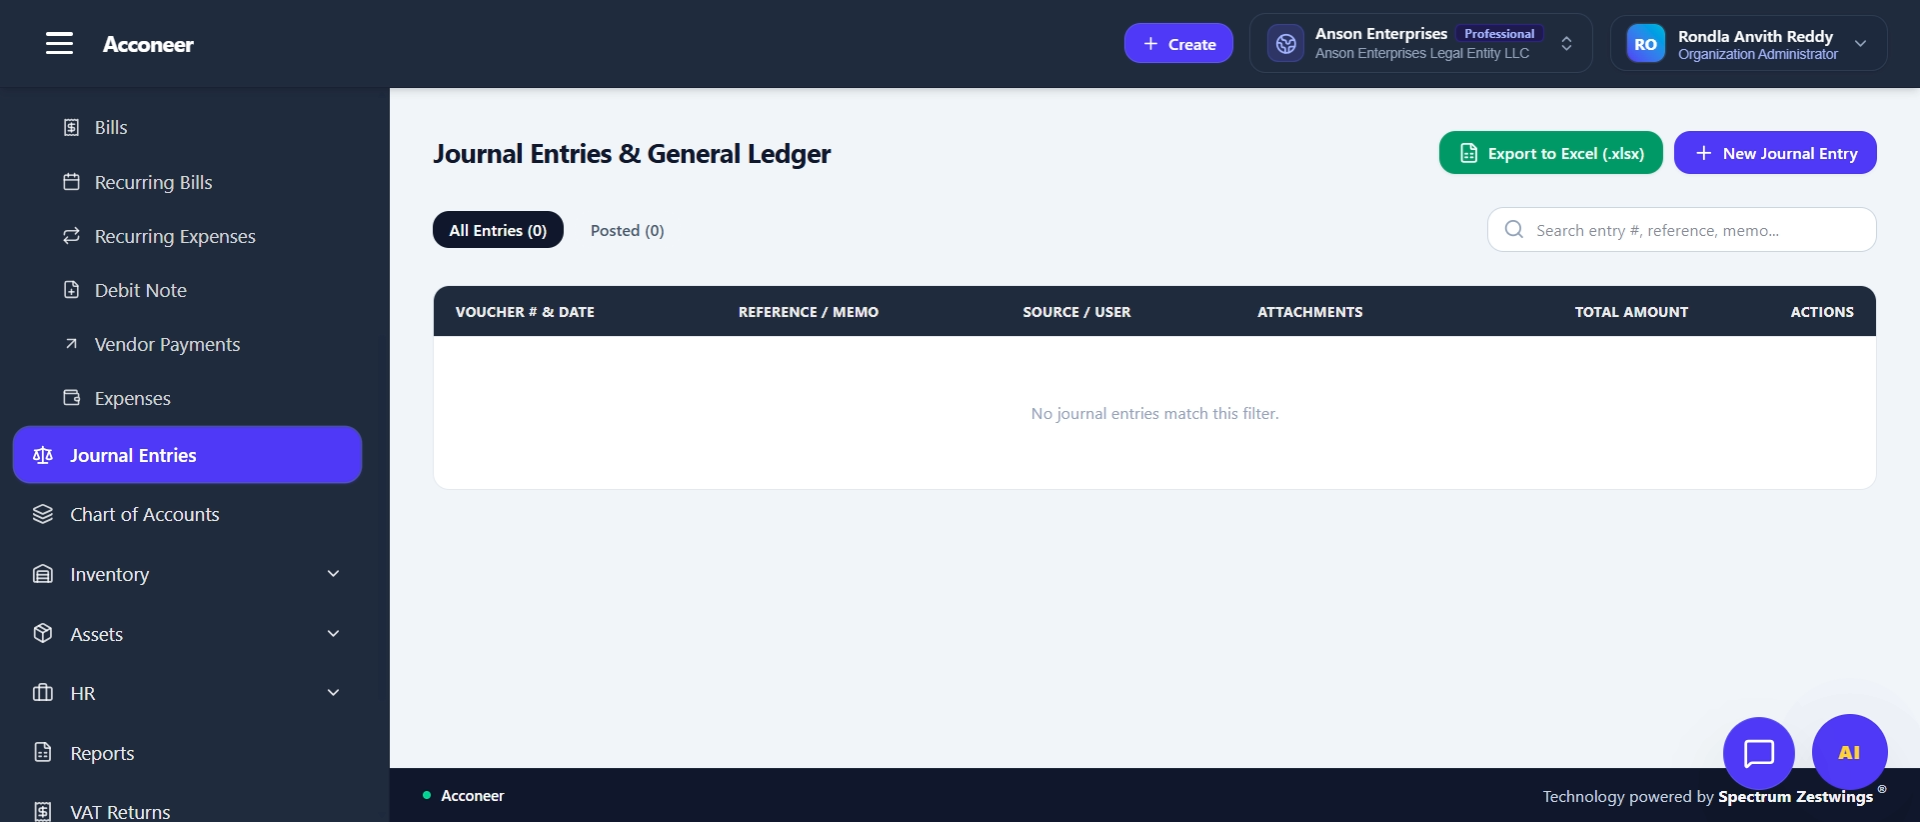 Acconeer
Create
Anson Enterprises Professional
Anson Enterprises Legal Entity LLC
RO
Rondla Anvith Reddy
Organization Administrator
Bills
Recurring Bills
Recurring Expenses
Debit Note
Vendor Payments
Expenses
Journal Entries
Chart of Accounts
Inventory
Assets
HR
Reports
VAT Returns
Journal Entries & General Ledger
Export to Excel (.xlsx)
New Journal Entry
All Entries (0) Posted (0)
Search entry #, reference, memo...
VOUCHER # & DATE REFERENCE / MEMO SOURCE / USER ATTACHMENTS TOTAL AMOUNT ACTIONS
No journal entries match this filter.
AI
Acconeer
Technology powered by Spectrum Zestwings ®